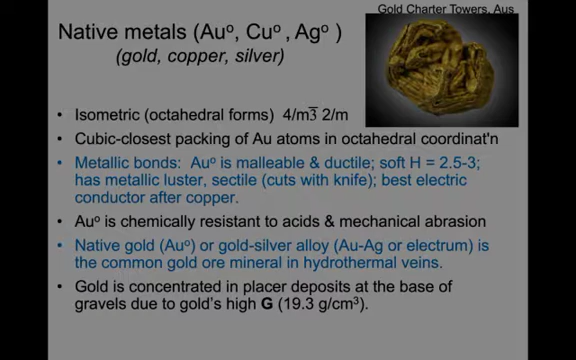 Gold Charter Towers, Aus
Native metals (Auº, Cuº , Agº )
(gold, copper, silver)
• Isometric (octahedral forms) 4/m3̅ 2/m
• Cubic-closest packing of Au atoms in octahedral coordinat'n
• Metallic bonds: Auº is malleable & ductile; soft H = 2.5-3;
has metallic luster, sectile (cuts with knife); best electric
conductor after copper.
• Auº is chemically resistant to acids & mechanical abrasion
• Native gold (Auº) or gold-silver alloy (Au-Ag or electrum) is
the common gold ore mineral in hydrothermal veins.
• Gold is concentrated in placer deposits at the base of
gravels due to gold's high G (19.3 g/cm³).